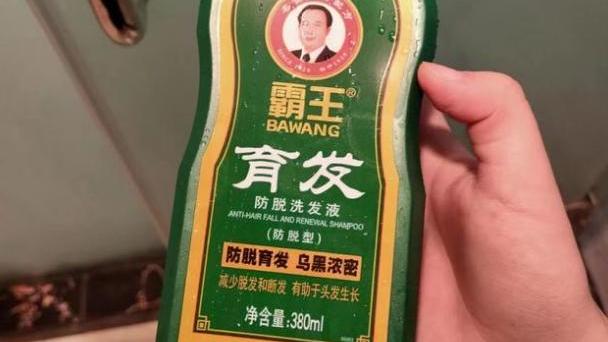 霸王®
BAWANG
育发
防脱洗发液
ANTI-HAIR FALL AND RENEWAL SHAMPOO
(防脱型)
防脱育发 乌黑浓密
减少脱发和断发 有助于头发生长
净含量:380ml